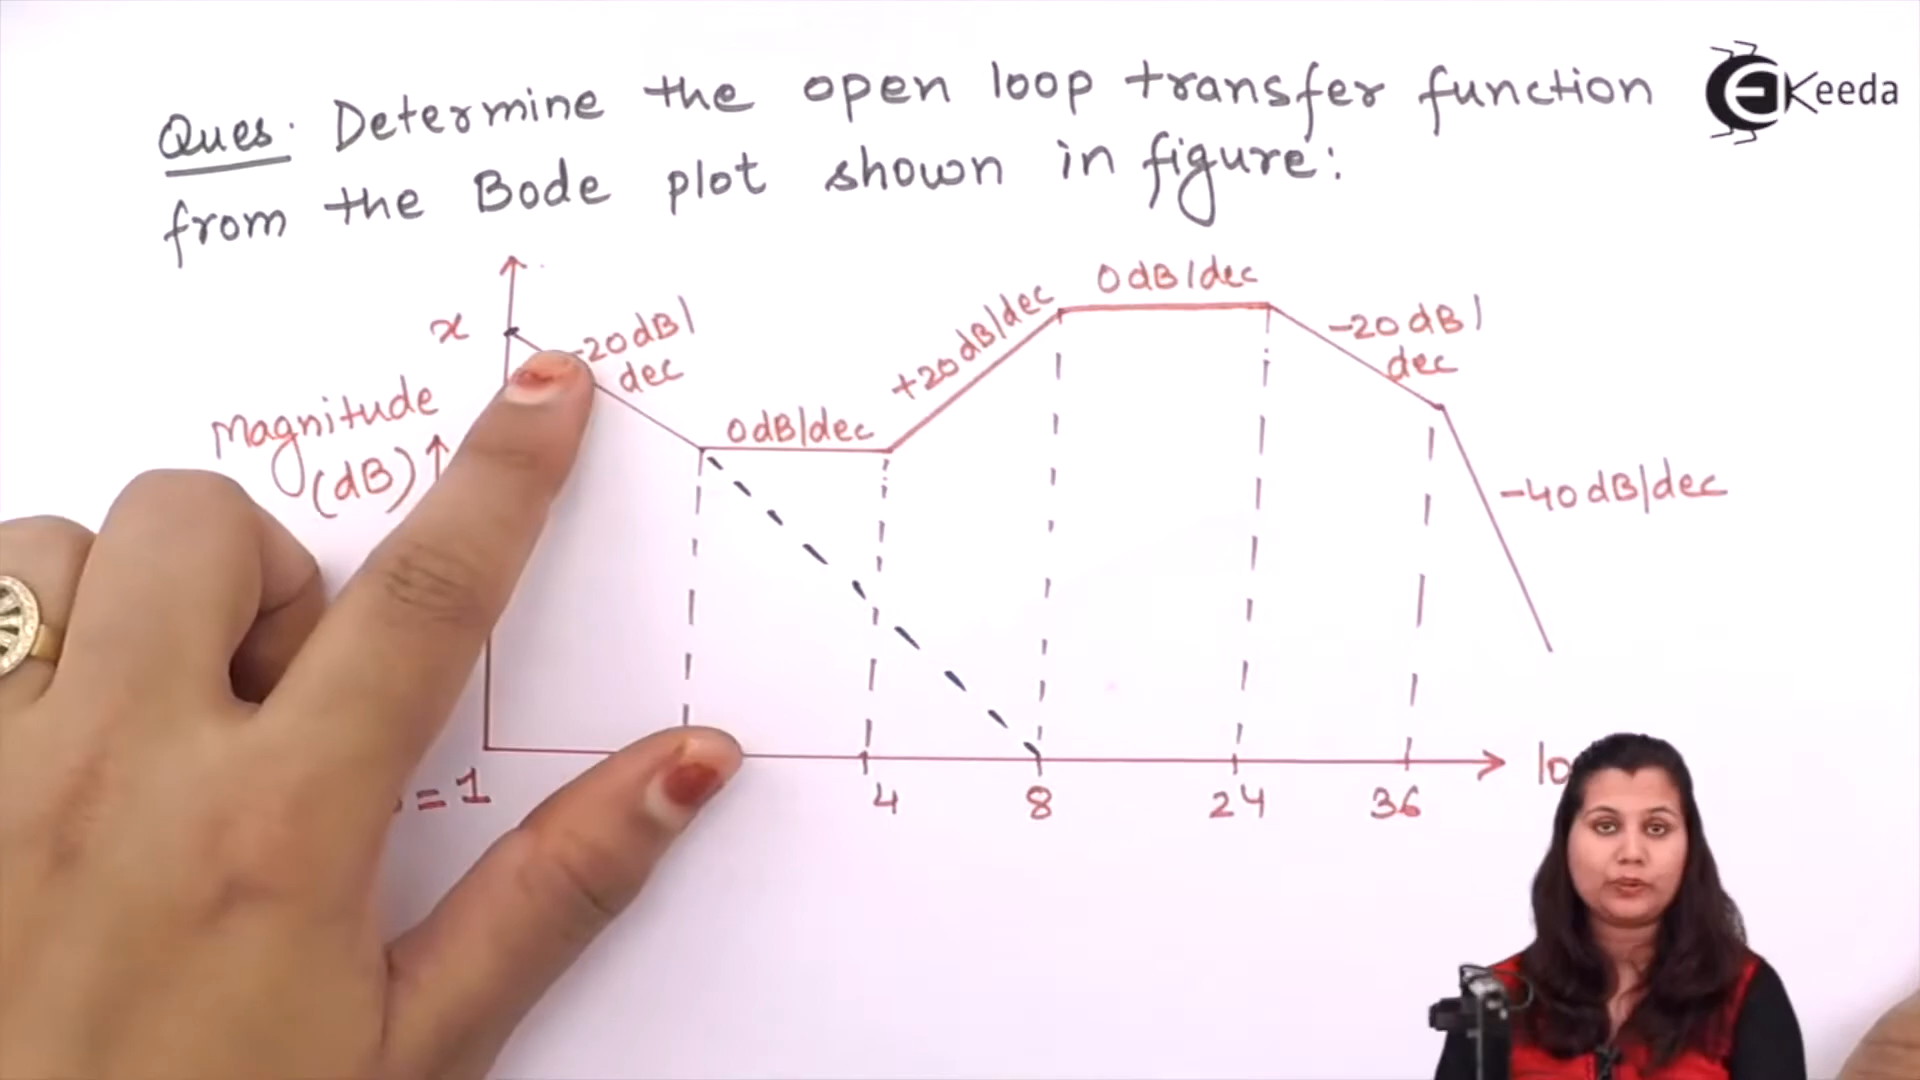 Ques. Determine the open loop transfer function
from the Bode plot shown in figure:
EKeeda
x
-20dB/
dec
0dB/dec
+20dB/dec
0dB/dec
-20dB/
dec
-40dB/dec
Magnitude
(dB)
=1
4
8
24
36